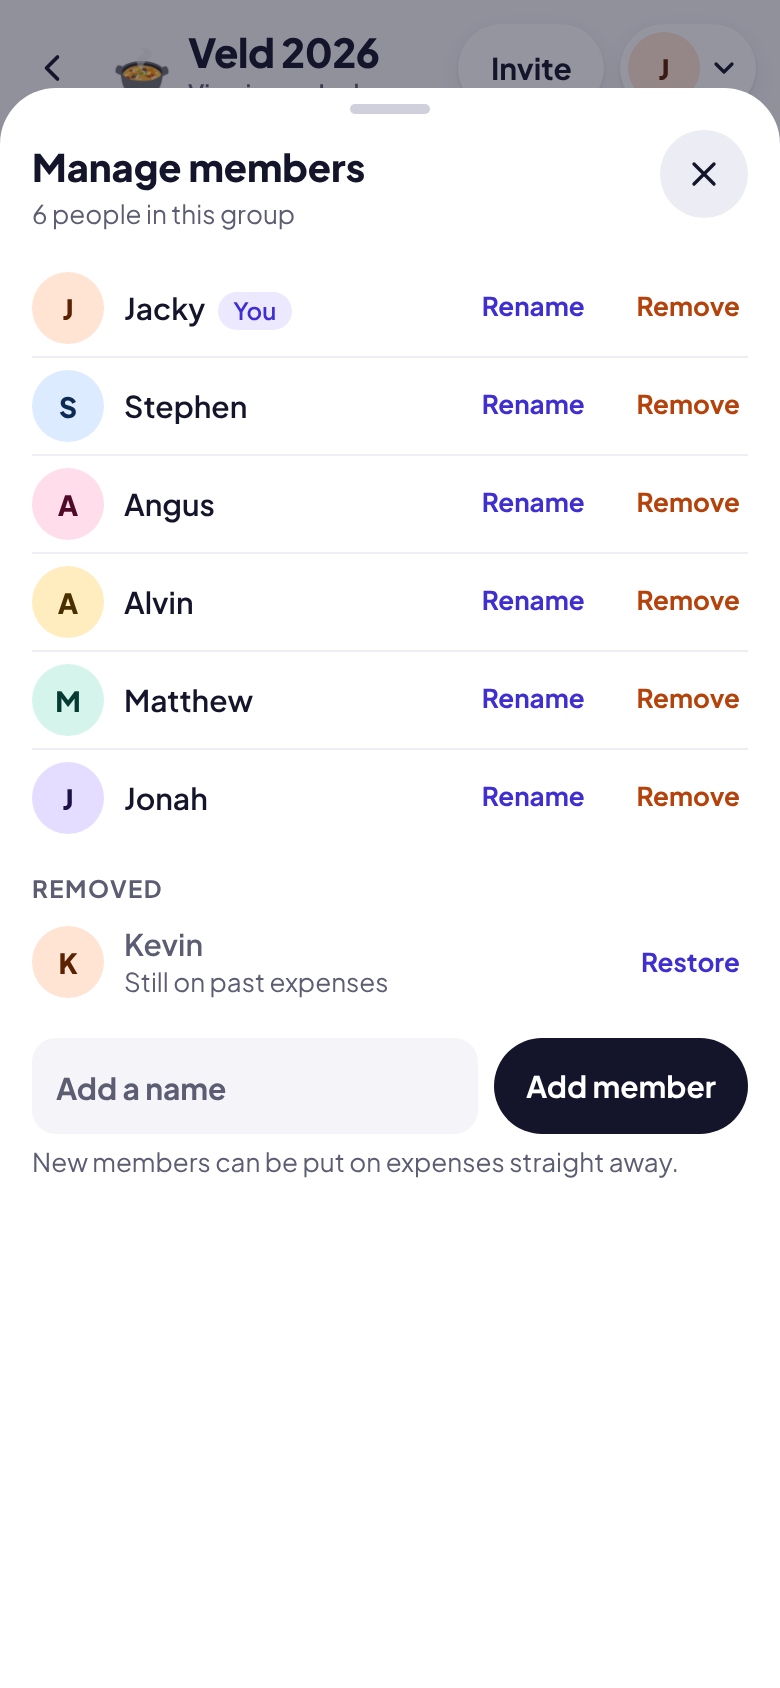 Veld 2026
Invite
J
Manage members
6 people in this group
J Jacky You Rename Remove
S Stephen Rename Remove
A Angus Rename Remove
A Alvin Rename Remove
M Matthew Rename Remove
J Jonah Rename Remove
REMOVED
K Kevin Restore
Still on past expenses
Add a name Add member
New members can be put on expenses straight away.